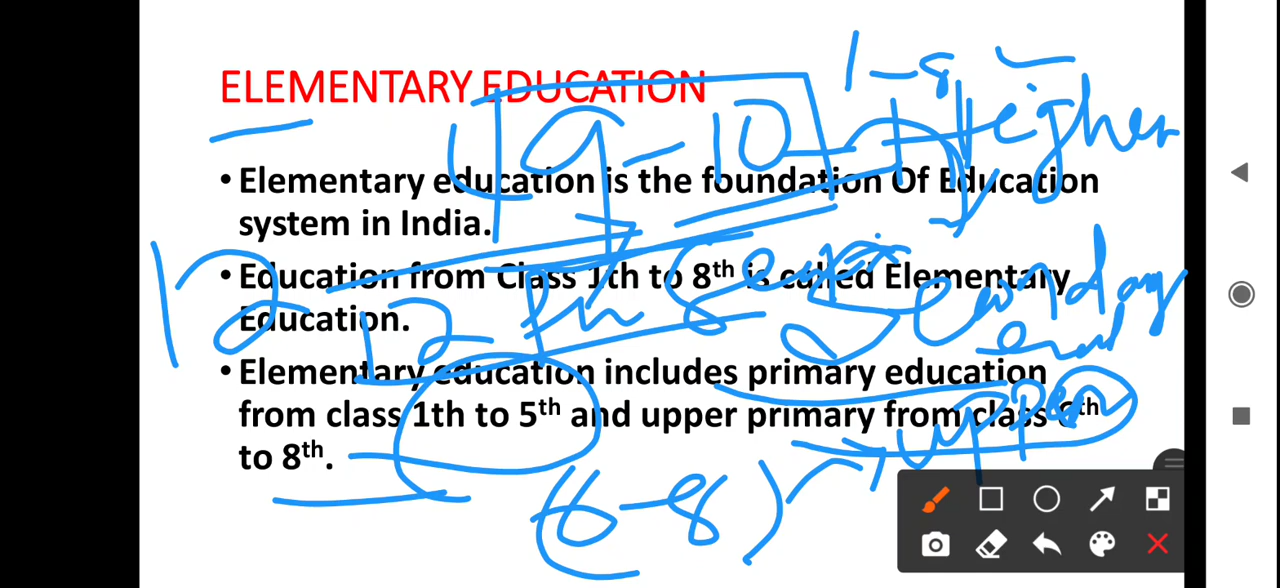 ELEMENTARY EDUCATION
1-8
9-10
Higher
• Elementary education is the foundation Of Education
system in India.
12
• Education from Class 1th to 8th is called Elementary
Education.
12th
Secondary
• Elementary education includes primary education
from class 1th to 5th and upper primary from class 6th
to 8th.
upper
(6-8)